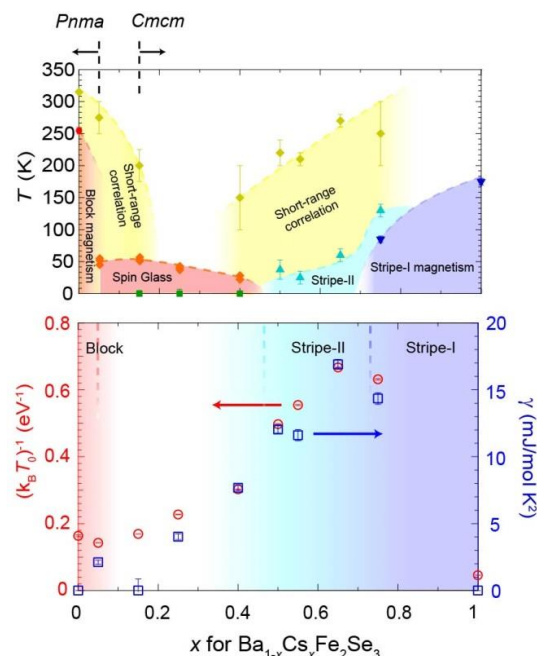 Pnma Cmcm
350
300
250
200
150
100
50
0
T (K)
Block magnetism
Short-range
correlation
Spin Glass
Short-range
correlation
Stripe-II
Stripe-I magnetism
0.8
0.6
0.4
0.2
0
(k_B T_0)^-1 (eV^-1)
Block
Stripe-II
Stripe-I
20
15
10
5
0
γ (mJ/mol K²)
0 0.2 0.4 0.6 0.8 1
x for Ba₁₋ₓCsₓFe₂Se₃